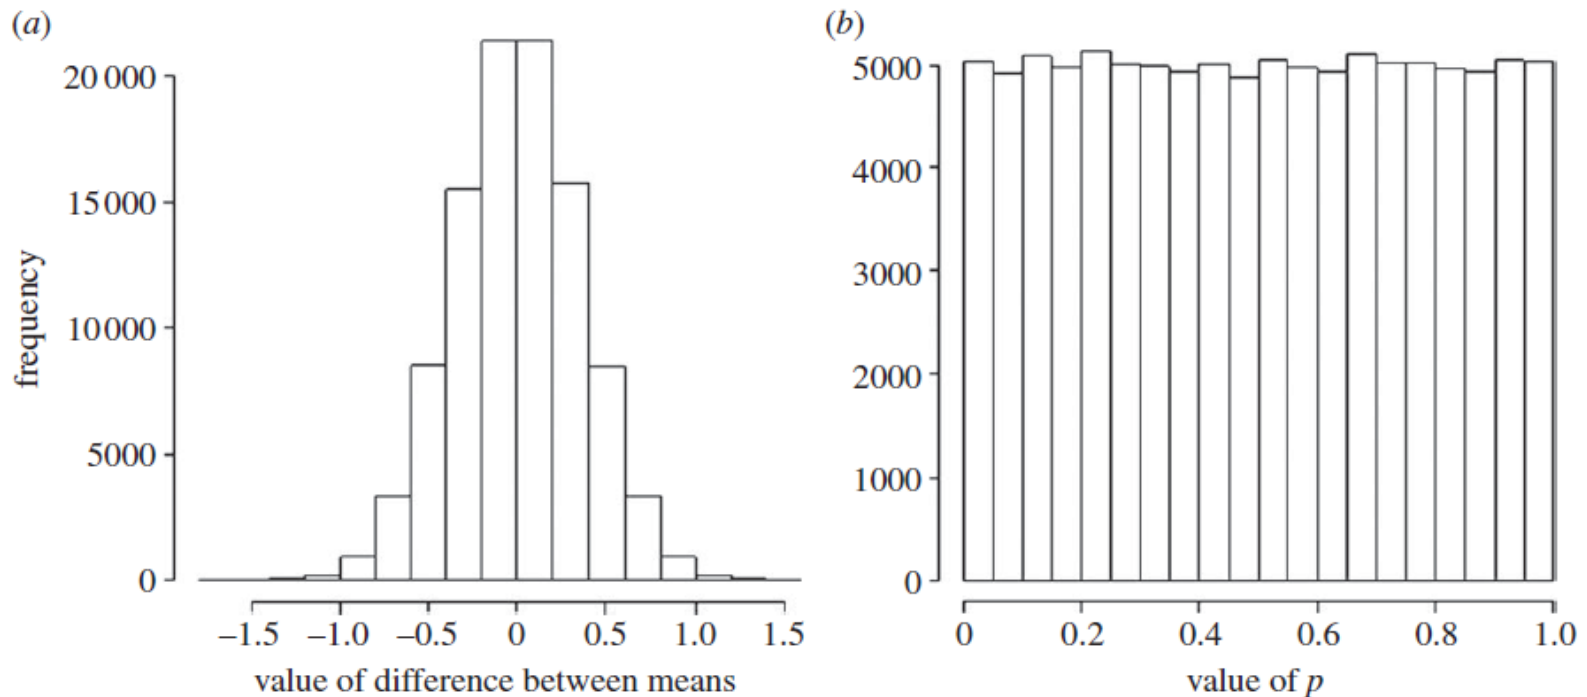 (a)
20 000
15 000
10 000
5000
0
frequency
–1.5 –1.0 –0.5 0 0.5 1.0 1.5
value of difference between means
(b)
5000
4000
3000
2000
1000
0
0 0.2 0.4 0.6 0.8 1.0
value of p